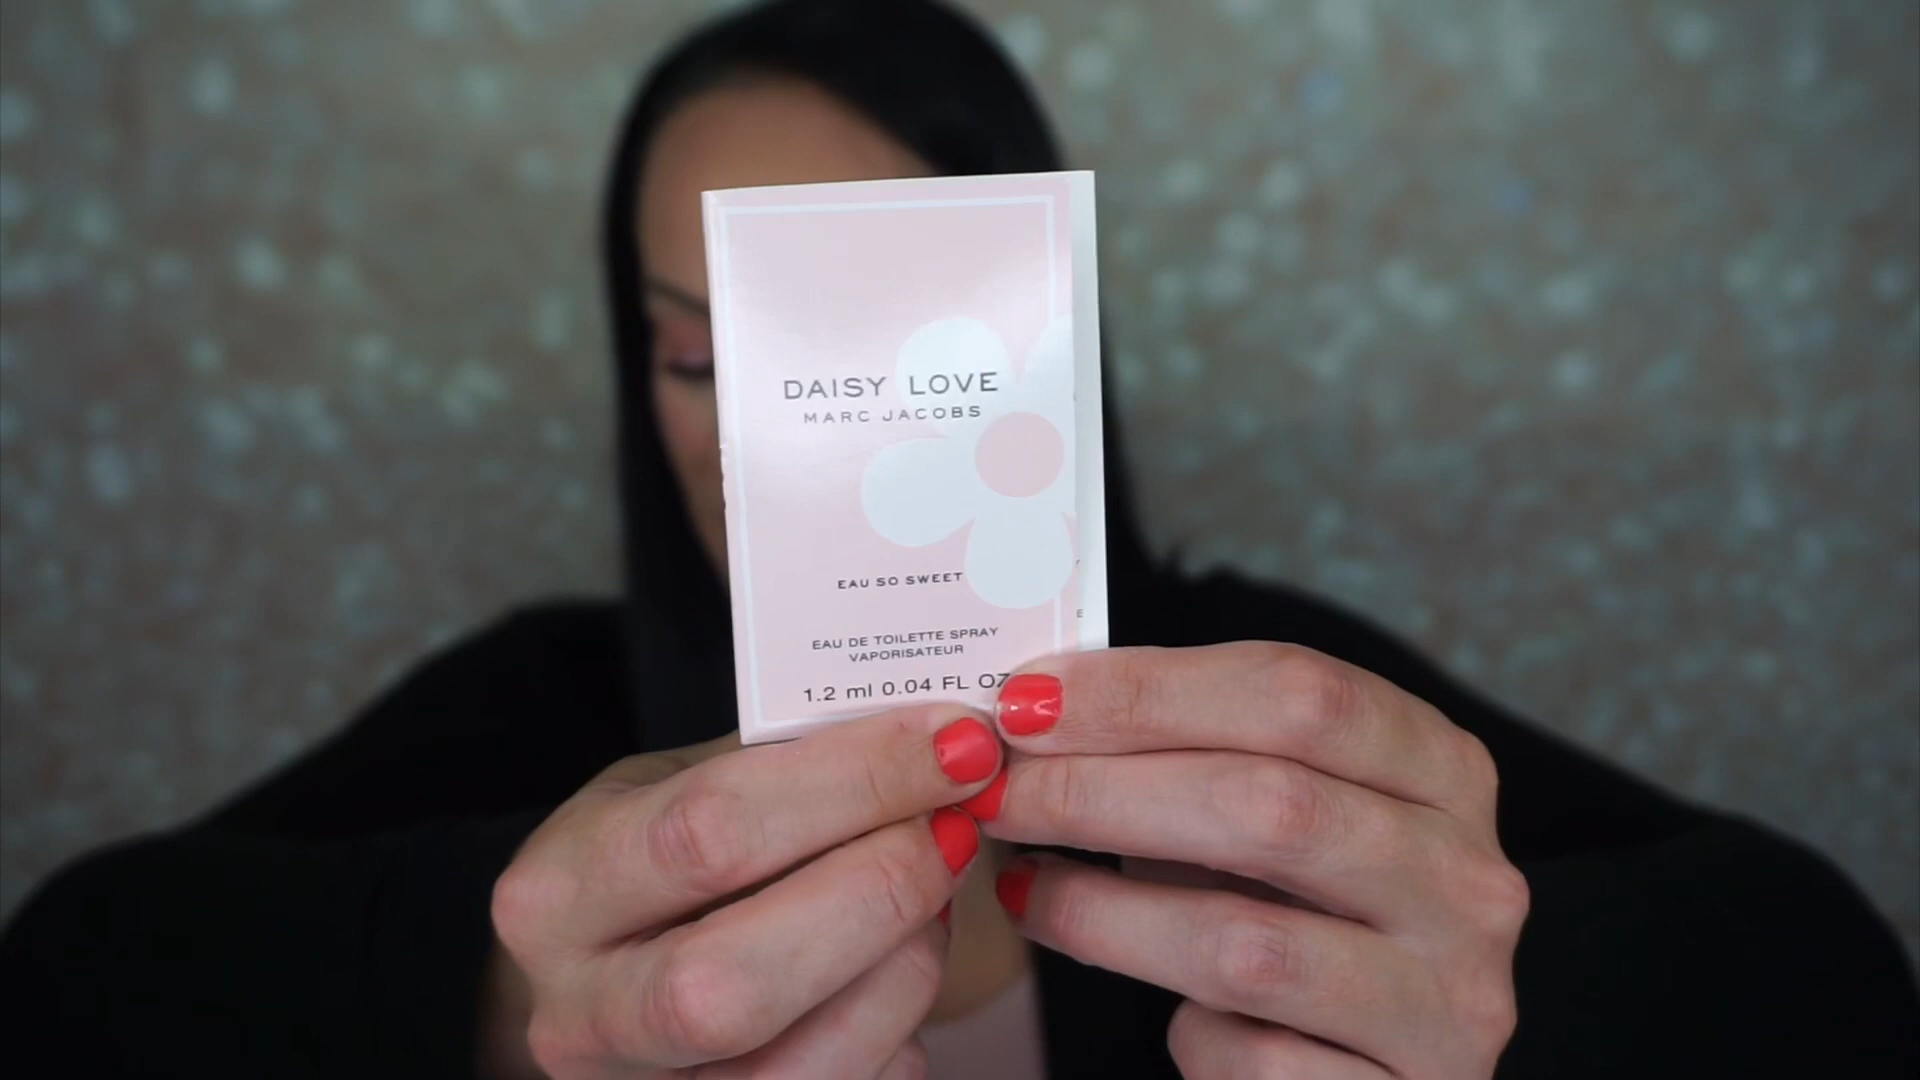 DAISY LOVE
MARC JACOBS
EAU SO SWEET
EAU DE TOILETTE SPRAY
VAPORISATEUR
1.2 ml 0.04 FL OZ